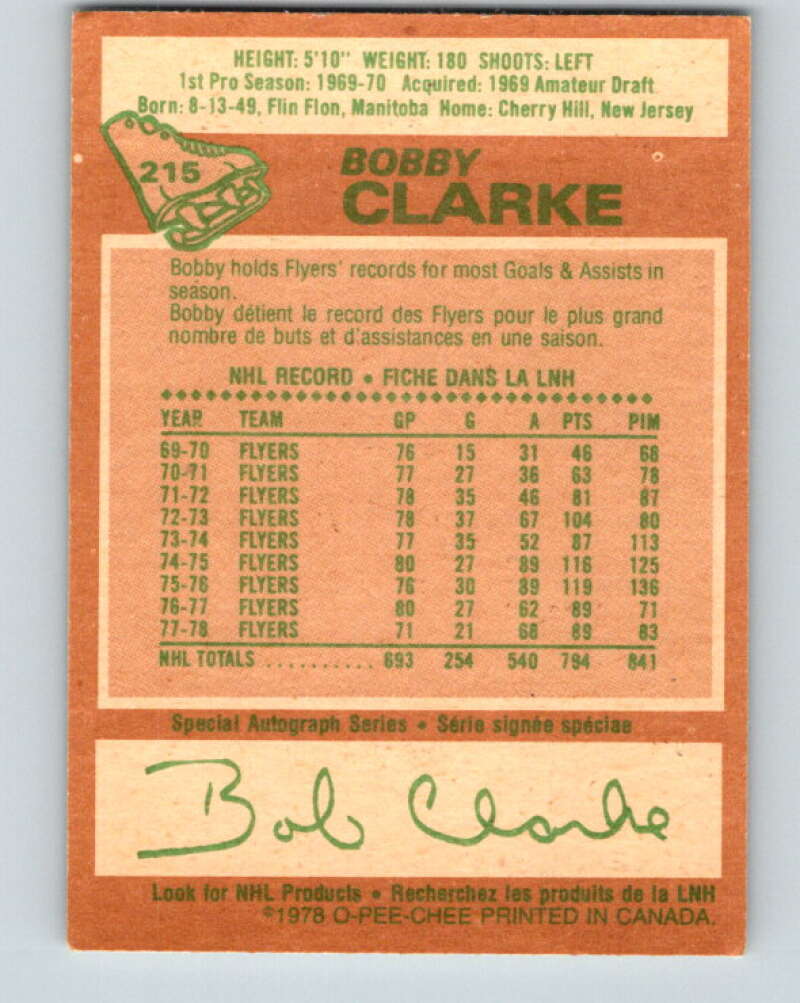 HEIGHT: 5'10" WEIGHT: 180 SHOOTS: LEFT
1st Pro Season: 1969-70 Acquired: 1969 Amateur Draft
Born: 8-13-49, Flin Flon, Manitoba Home: Cherry Hill, New Jersey
215
BOBBY
CLARKE
Bobby holds Flyers' records for most Goals & Assists in
season.
Bobby détient le record des Flyers pour le plus grand
nombre de buts et d'assistances en une saison.
NHL RECORD • FICHE DANS LA LNH
YEAR TEAM GP G A PTS PIM
69-70 FLYERS 76 15 31 46 68
70-71 FLYERS 77 27 36 63 78
71-72 FLYERS 78 35 46 81 87
72-73 FLYERS 78 37 67 104 80
73-74 FLYERS 77 35 52 87 113
74-75 FLYERS 80 27 89 116 125
75-76 FLYERS 76 30 89 119 136
76-77 FLYERS 80 27 62 89 71
77-78 FLYERS 71 21 68 89 83
NHL TOTALS .......... 693 254 540 794 841
Special Autograph Series • Série signée spéciae
Bob Clarke
Look for NHL Products • Recherchez les produits de la LNH
©1978 O-PEE-CHEE PRINTED IN CANADA.